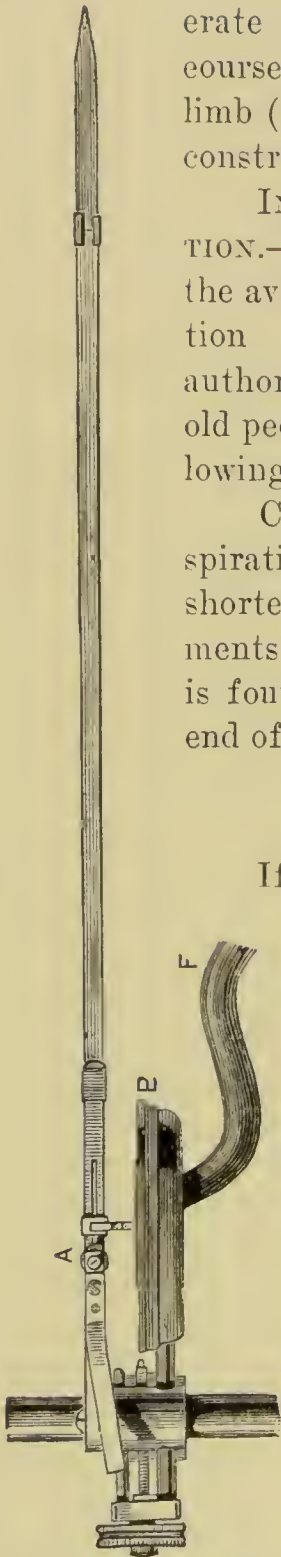 erate
course
limb (
constr
In
TION.—
the av
tion
author
old peo
lowing
C
spirati
shorte
ments
is fou
end of
If
A
B
F